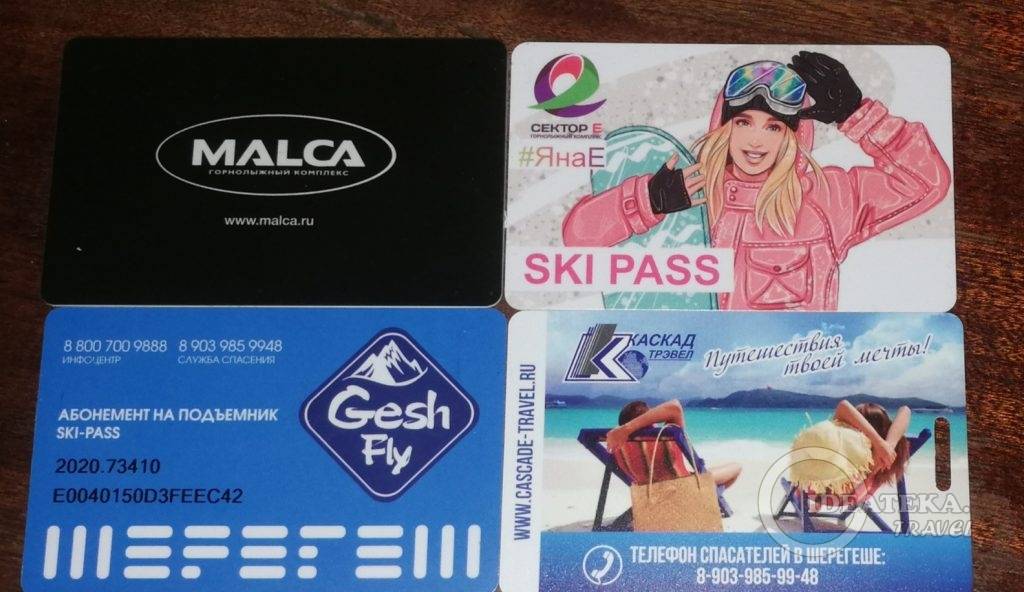 MALCA
ГОРНОЛЫЖНЫЙ КОМПЛЕКС
www.malca.ru
СЕКТОР Е
ГОРНОЛЫЖНЫЙ КОМПЛЕКС
#ЯнаЕ
SKI PASS
8 800 700 9888 8 903 985 9948
ИНФОЦЕНТР СЛУЖБА СПАСЕНИЯ
АБОНЕМЕНТ НА ПОДЪЕМНИК
SKI-PASS
2020.73410
E0040150D3FEEC42
Gesh
Fly
ШЕРЕГЕШ
WWW.CASCADE-TRAVEL.RU
КАСКАД
ТРЭВЕЛ
Путешествия
твоей мечты!
ТЕЛЕФОН СПАСАТЕЛЕЙ В ШЕРЕГЕШЕ:
8-903-985-99-48
IDEATEKA.
TRAVEL